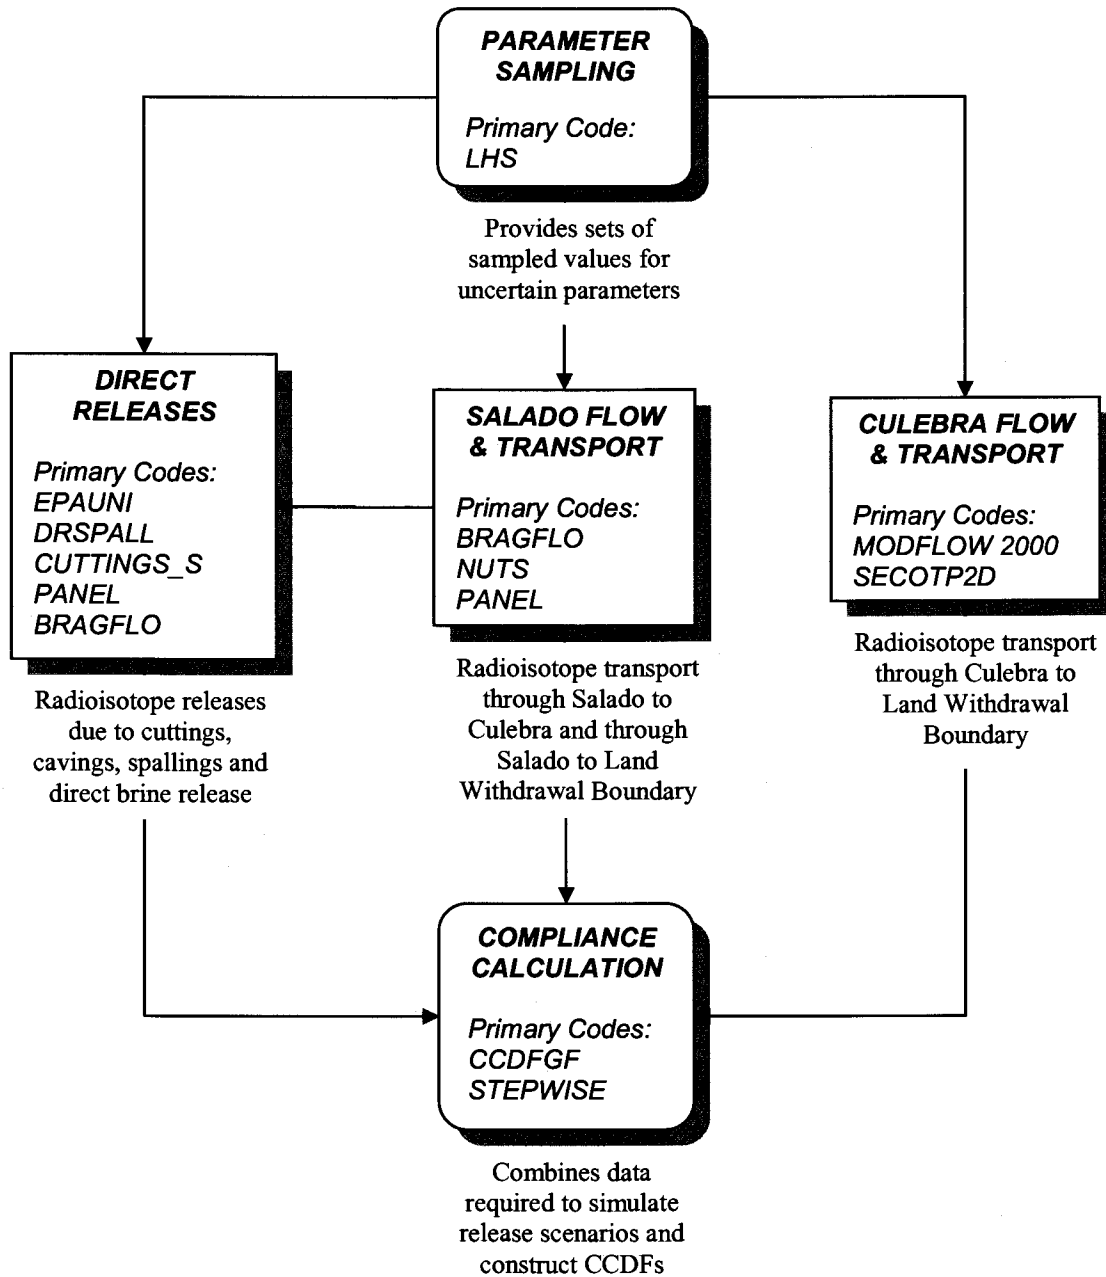 PARAMETER
SAMPLING
Primary Code:
LHS
Provides sets of
sampled values for
uncertain parameters
DIRECT
RELEASES
Primary Codes:
EPAUNI
DRSPALL
CUTTINGS_S
PANEL
BRAGFLO
Radioisotope releases
due to cuttings,
cavings, spallings and
direct brine release
SALADO FLOW
& TRANSPORT
Primary Codes:
BRAGFLO
NUTS
PANEL
Radioisotope transport
through Salado to
Culebra and through
Salado to Land
Withdrawal Boundary
CULEBRA FLOW
& TRANSPORT
Primary Codes:
MODFLOW 2000
SECOTP2D
Radioisotope transport
through Culebra to
Land Withdrawal
Boundary
COMPLIANCE
CALCULATION
Primary Codes:
CCDFGF
STEPWISE
Combines data
required to simulate
release scenarios and
construct CCDFs